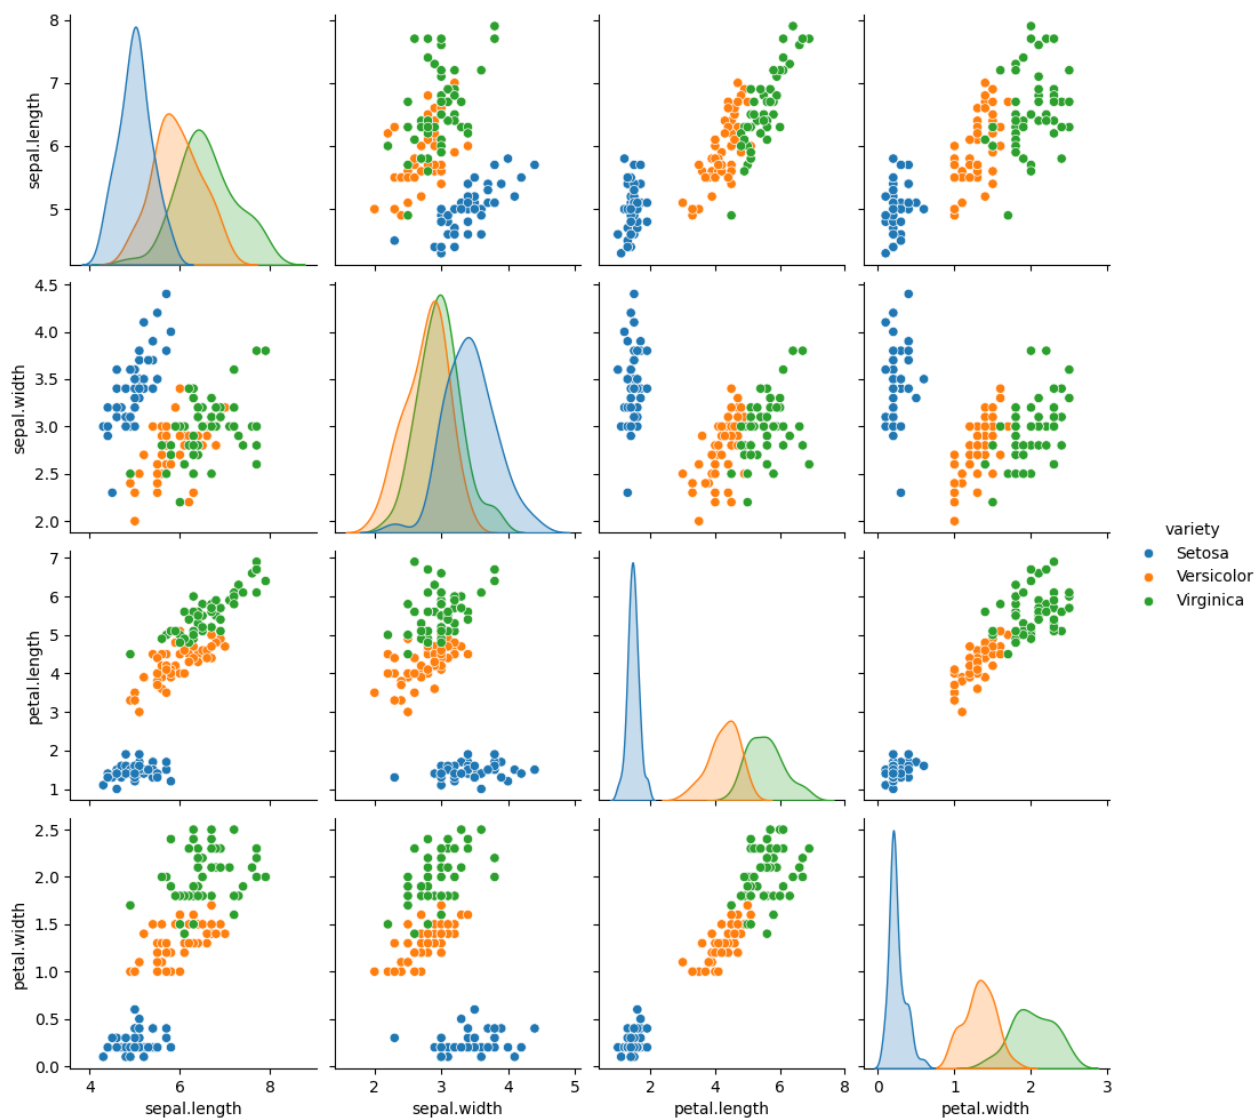 8
7
6
5
sepal.length
4.5
4.0
3.5
3.0
2.5
2.0
sepal.width
7
6
5
4
3
2
1
petal.length
variety
Setosa
Versicolor
Virginica
2.5
2.0
1.5
1.0
0.5
0.0
petal.width
4 6 8
sepal.length
2 3 4 5
sepal.width
2 4 6 8
petal.length
0 1 2 3
petal.width